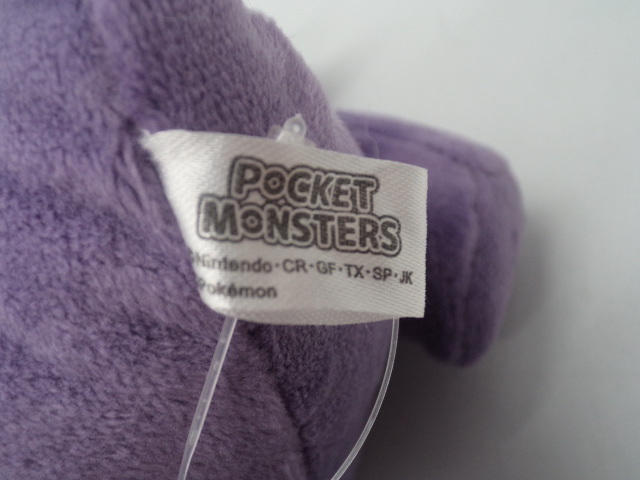 POCKET
MONSTERS
©Nintendo・CR・GF・TX・SP・JK
Pokémon